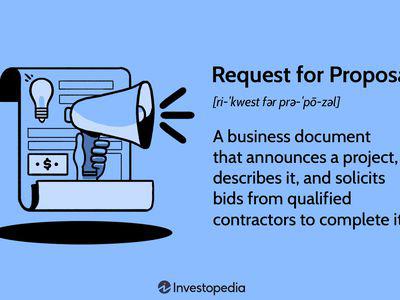 Request for Proposa
[ri-ˈkwest fər prə-ˈpō-zəl]
A business document
that announces a project,
describes it, and solicits
bids from qualified
contractors to complete it
$
Investopedia